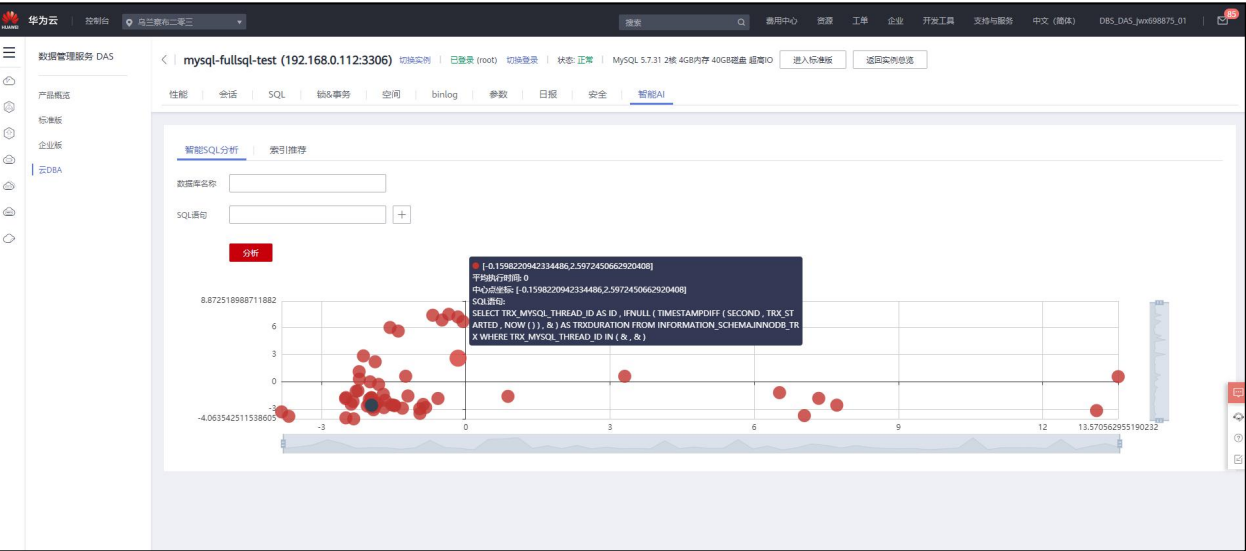 HUAWEI 华为云 控制台 乌兰察布二零三 搜索 费用中心 资源 工单 企业 开发工具 支持与服务 中文 (简体) DBS_DAS_jwx698875_01 85
数据管理服务 DAS
产品概览
标准版
企业版
云DBA
mysql-fullsql-test (192.168.0.112:3306) 切换实例 已登录 (root) 切换登录 状态: 正常 MySQL 5.7.31 2核 4GB内存 40GB磁盘 超高IO 进入标准版 返回实例总览
性能 会话 SQL 锁&事务 空间 binlog 参数 日报 安全 智能AI
智能SQL分析 索引推荐
数据库名称
SQL语句 +
分析
[-0.1598220942334486,2.5972450662920408]
平均执行时间: 0
中心点坐标: [-0.1598220942334486,2.5972450662920408]
SQL语句:
SELECT TRX_MYSQL_THREAD_ID AS ID , IFNULL ( TIMESTAMPDIFF ( SECOND , TRX_ST
ARTED , NOW ( ) ) , & ) AS TRXDURATION FROM INFORMATION_SCHEMA.INNODB_TR
X WHERE TRX_MYSQL_THREAD_ID IN ( & , & )
8.872518988711882
6
3
0
-3
-4.063542511538605
-3 0 3 6 9 12 13.570562955190232